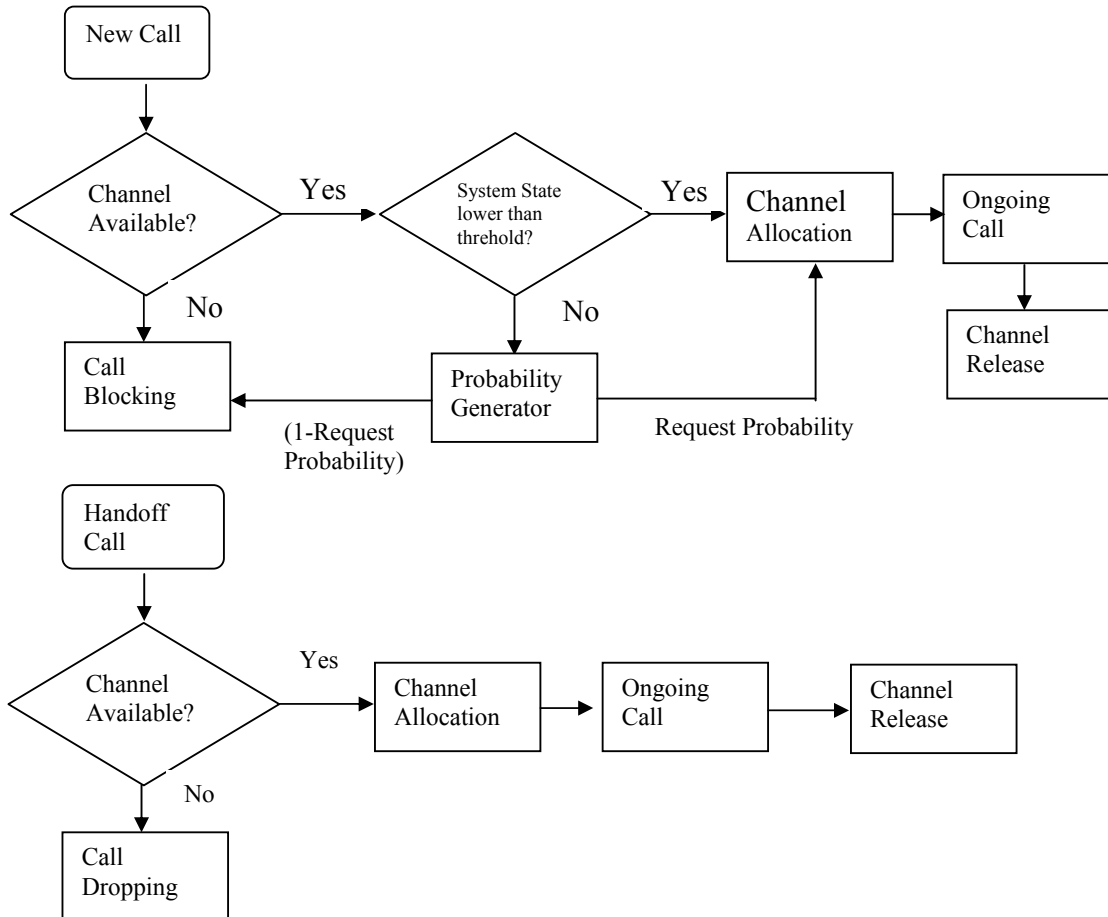 New Call
Channel
Available?
Yes
System State
lower than
threhold?
Yes
Channel
Allocation
Ongoing
Call
No
No
Channel
Release
Call
Blocking
Probability
Generator
(1-Request
Probability)
Request Probability
Handoff
Call
Channel
Available?
Yes
Channel
Allocation
Ongoing
Call
Channel
Release
No
Call
Dropping